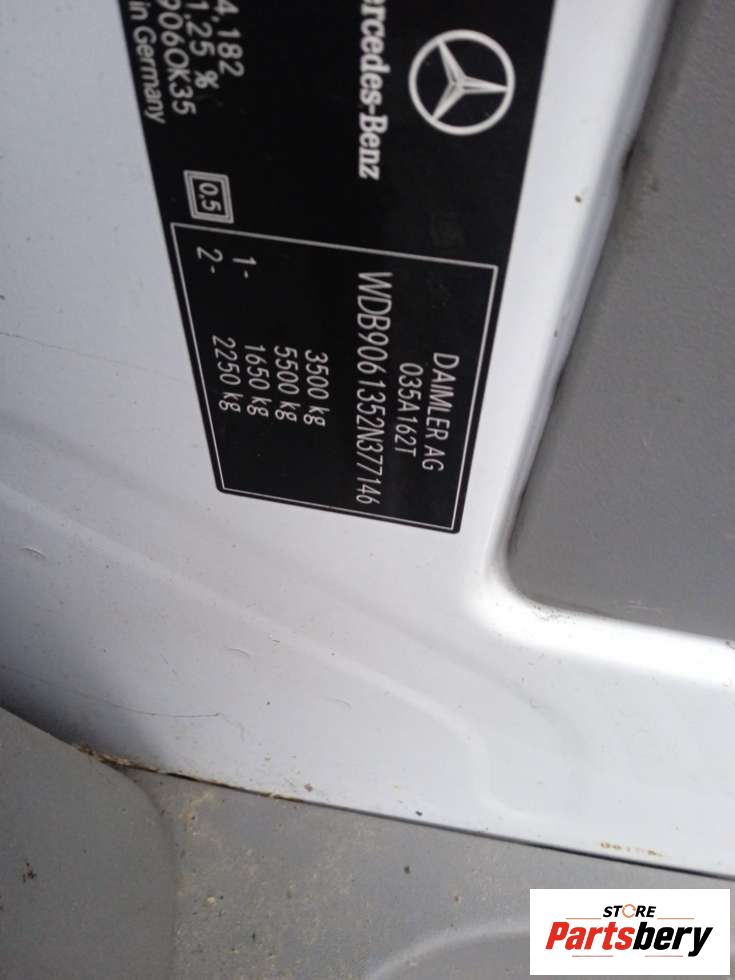 Mercedes-Benz
4,182
1,25 %
906OK35
in Germany
0,5
DAIMLER AG
035A162T
WDB9061352N377146
3500 kg
5500 kg
1- 1650 kg
2- 2250 kg
STORE
Partsbery